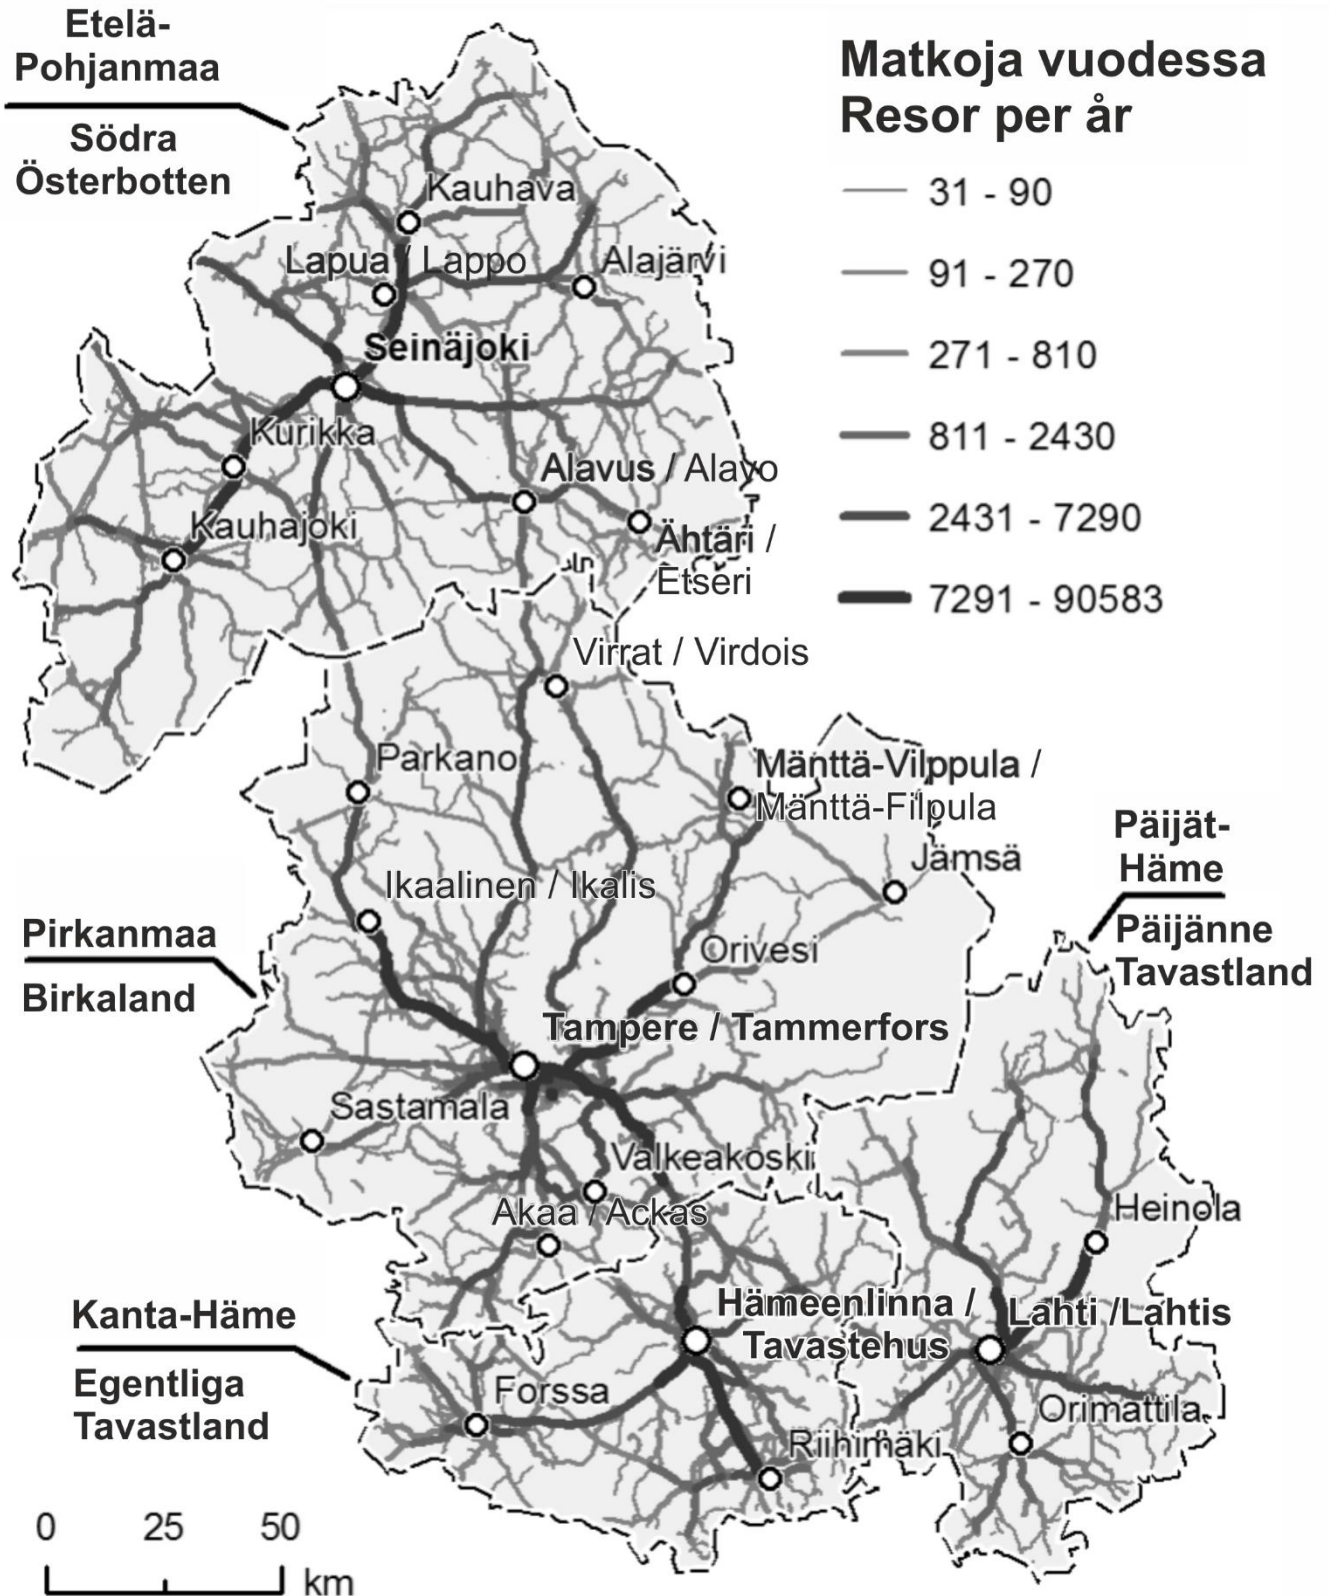 Etelä-
Pohjanmaa
Södra
Österbotten
Matkoja vuodessa
Resor per år
31 - 90
91 - 270
271 - 810
811 - 2430
2431 - 7290
7291 - 90583
Kauhava
Lapua / Lappo
Alajärvi
Seinäjoki
Kurikka
Alavus / Alavo
Kauhajoki
Ähtäri /
Etseri
Virrat / Virdois
Parkano
Mänttä-Vilppula /
Mänttä-Filpula
Päijät-
Häme
Päijänne
Tavastland
Jämsä
Ikaalinen / Ikalis
Pirkanmaa
Birkaland
Orivesi
Tampere / Tammerfors
Sastamala
Valkeakoski
Akaa / Ackas
Heinola
Kanta-Häme
Egentliga
Tavastland
Hämeenlinna /
Tavastehus
Lahti /Lahtis
Forssa
Orimattila
Riihimäki
0 25 50
km